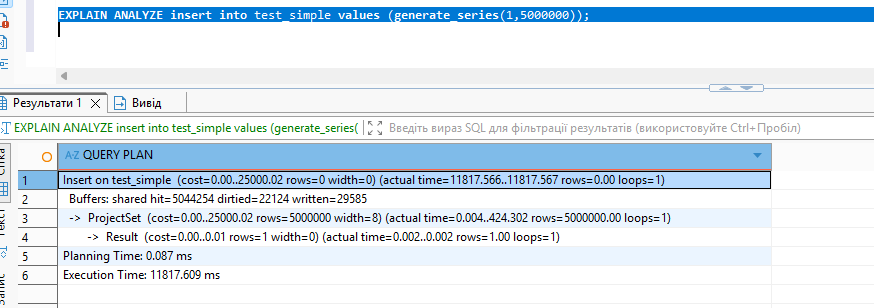 EXPLAIN ANALYZE insert into test_simple values (generate_series(1,5000000));
Результати 1
Вивід
EXPLAIN ANALYZE insert into test_simple values (generate_series(
Введіть вираз SQL для фільтрації результатів (використовуйте Ctrl+Пробіл)
A-Z QUERY PLAN
1 Insert on test_simple (cost=0.00..25000.02 rows=0 width=0) (actual time=11817.566..11817.567 rows=0.00 loops=1)
2 Buffers: shared hit=5044254 dirtied=22124 written=29585
3 -> ProjectSet (cost=0.00..25000.02 rows=5000000 width=8) (actual time=0.004..424.302 rows=5000000.00 loops=1)
4 -> Result (cost=0.00..0.01 rows=1 width=0) (actual time=0.002..0.002 rows=1.00 loops=1)
5 Planning Time: 0.087 ms
6 Execution Time: 11817.609 ms
Текст